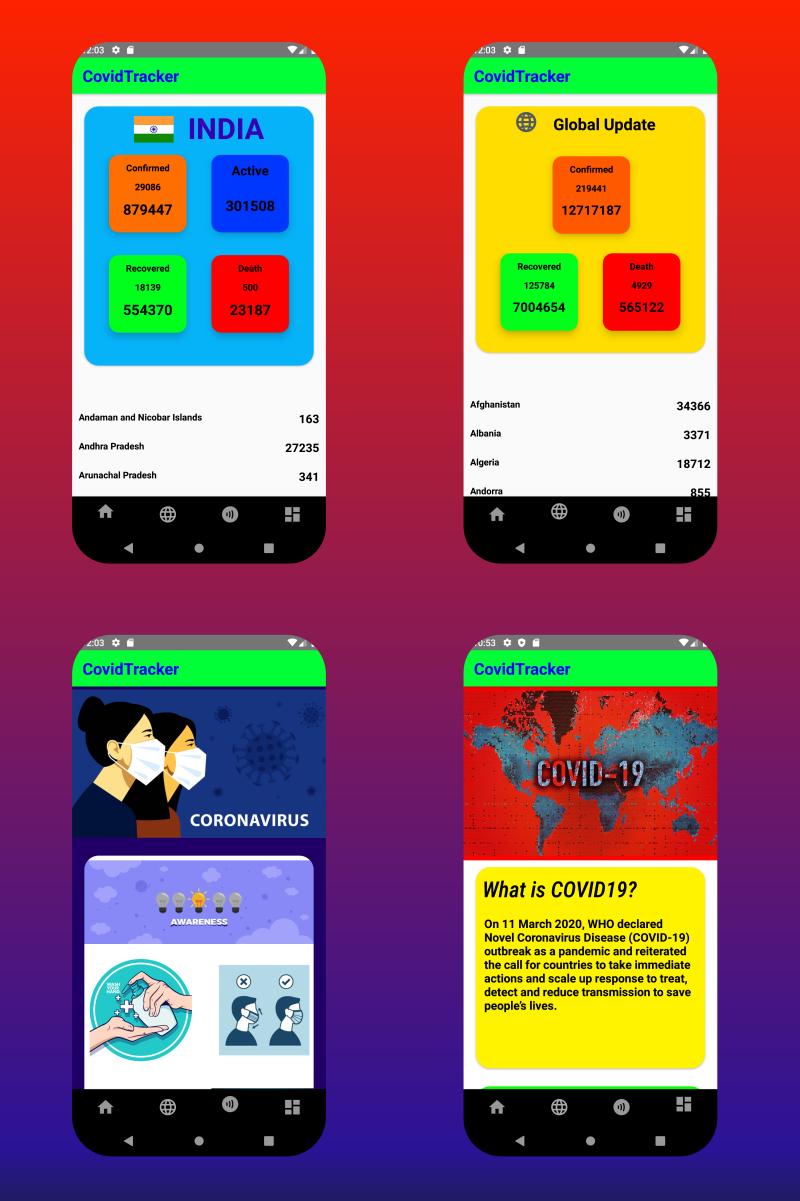 2:03
CovidTracker
INDIA
Confirmed
29086
879447
Active
301508
Recovered
18139
554370
Death
500
23187
Andaman and Nicobar Islands 163
Andhra Pradesh 27235
Arunachal Pradesh 341
2:03
CovidTracker
Global Update
Confirmed
219441
12717187
Recovered
125784
7004654
Death
4929
565122
Afghanistan 34366
Albania 3371
Algeria 18712
Andorra 855
2:03
CovidTracker
CORONAVIRUS
AWARENESS
WASH
YOUR
HAND
0:53
CovidTracker
COVID-19
What is COVID19?
On 11 March 2020, WHO declared
Novel Coronavirus Disease (COVID-19)
outbreak as a pandemic and reiterated
the call for countries to take immediate
actions and scale up response to treat,
detect and reduce transmission to save
people's lives.